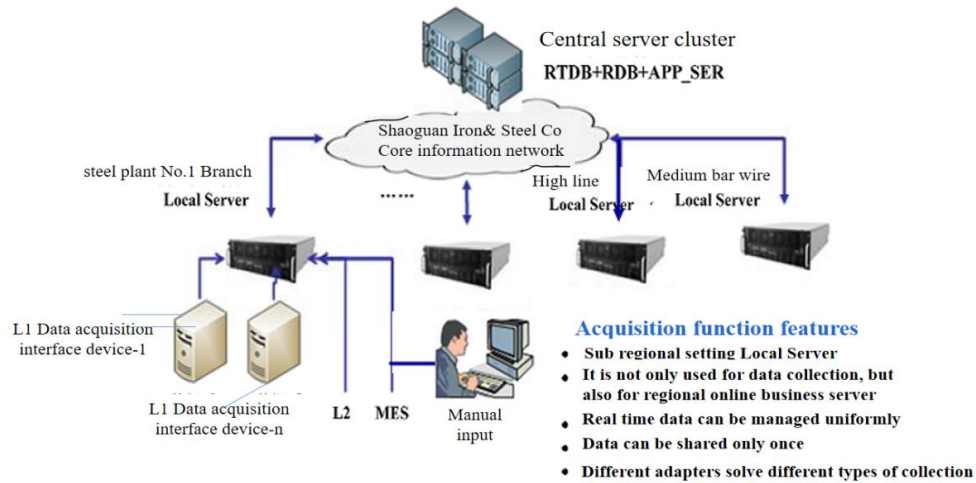 Central server cluster
RTDB+RDB+APP_SER
Shaoguan Iron& Steel Co
Core information network
steel plant No.1 Branch
Local Server
......
High line
Local Server
Medium bar wire
Local Server
L1 Data acquisition
interface device-1
L1 Data acquisition
interface device-n
L2
MES
Manual
input
Acquisition function features
• Sub regional setting Local Server
• It is not only used for data collection, but
also for regional online business server
• Real time data can be managed uniformly
• Data can be shared only once
• Different adapters solve different types of collection